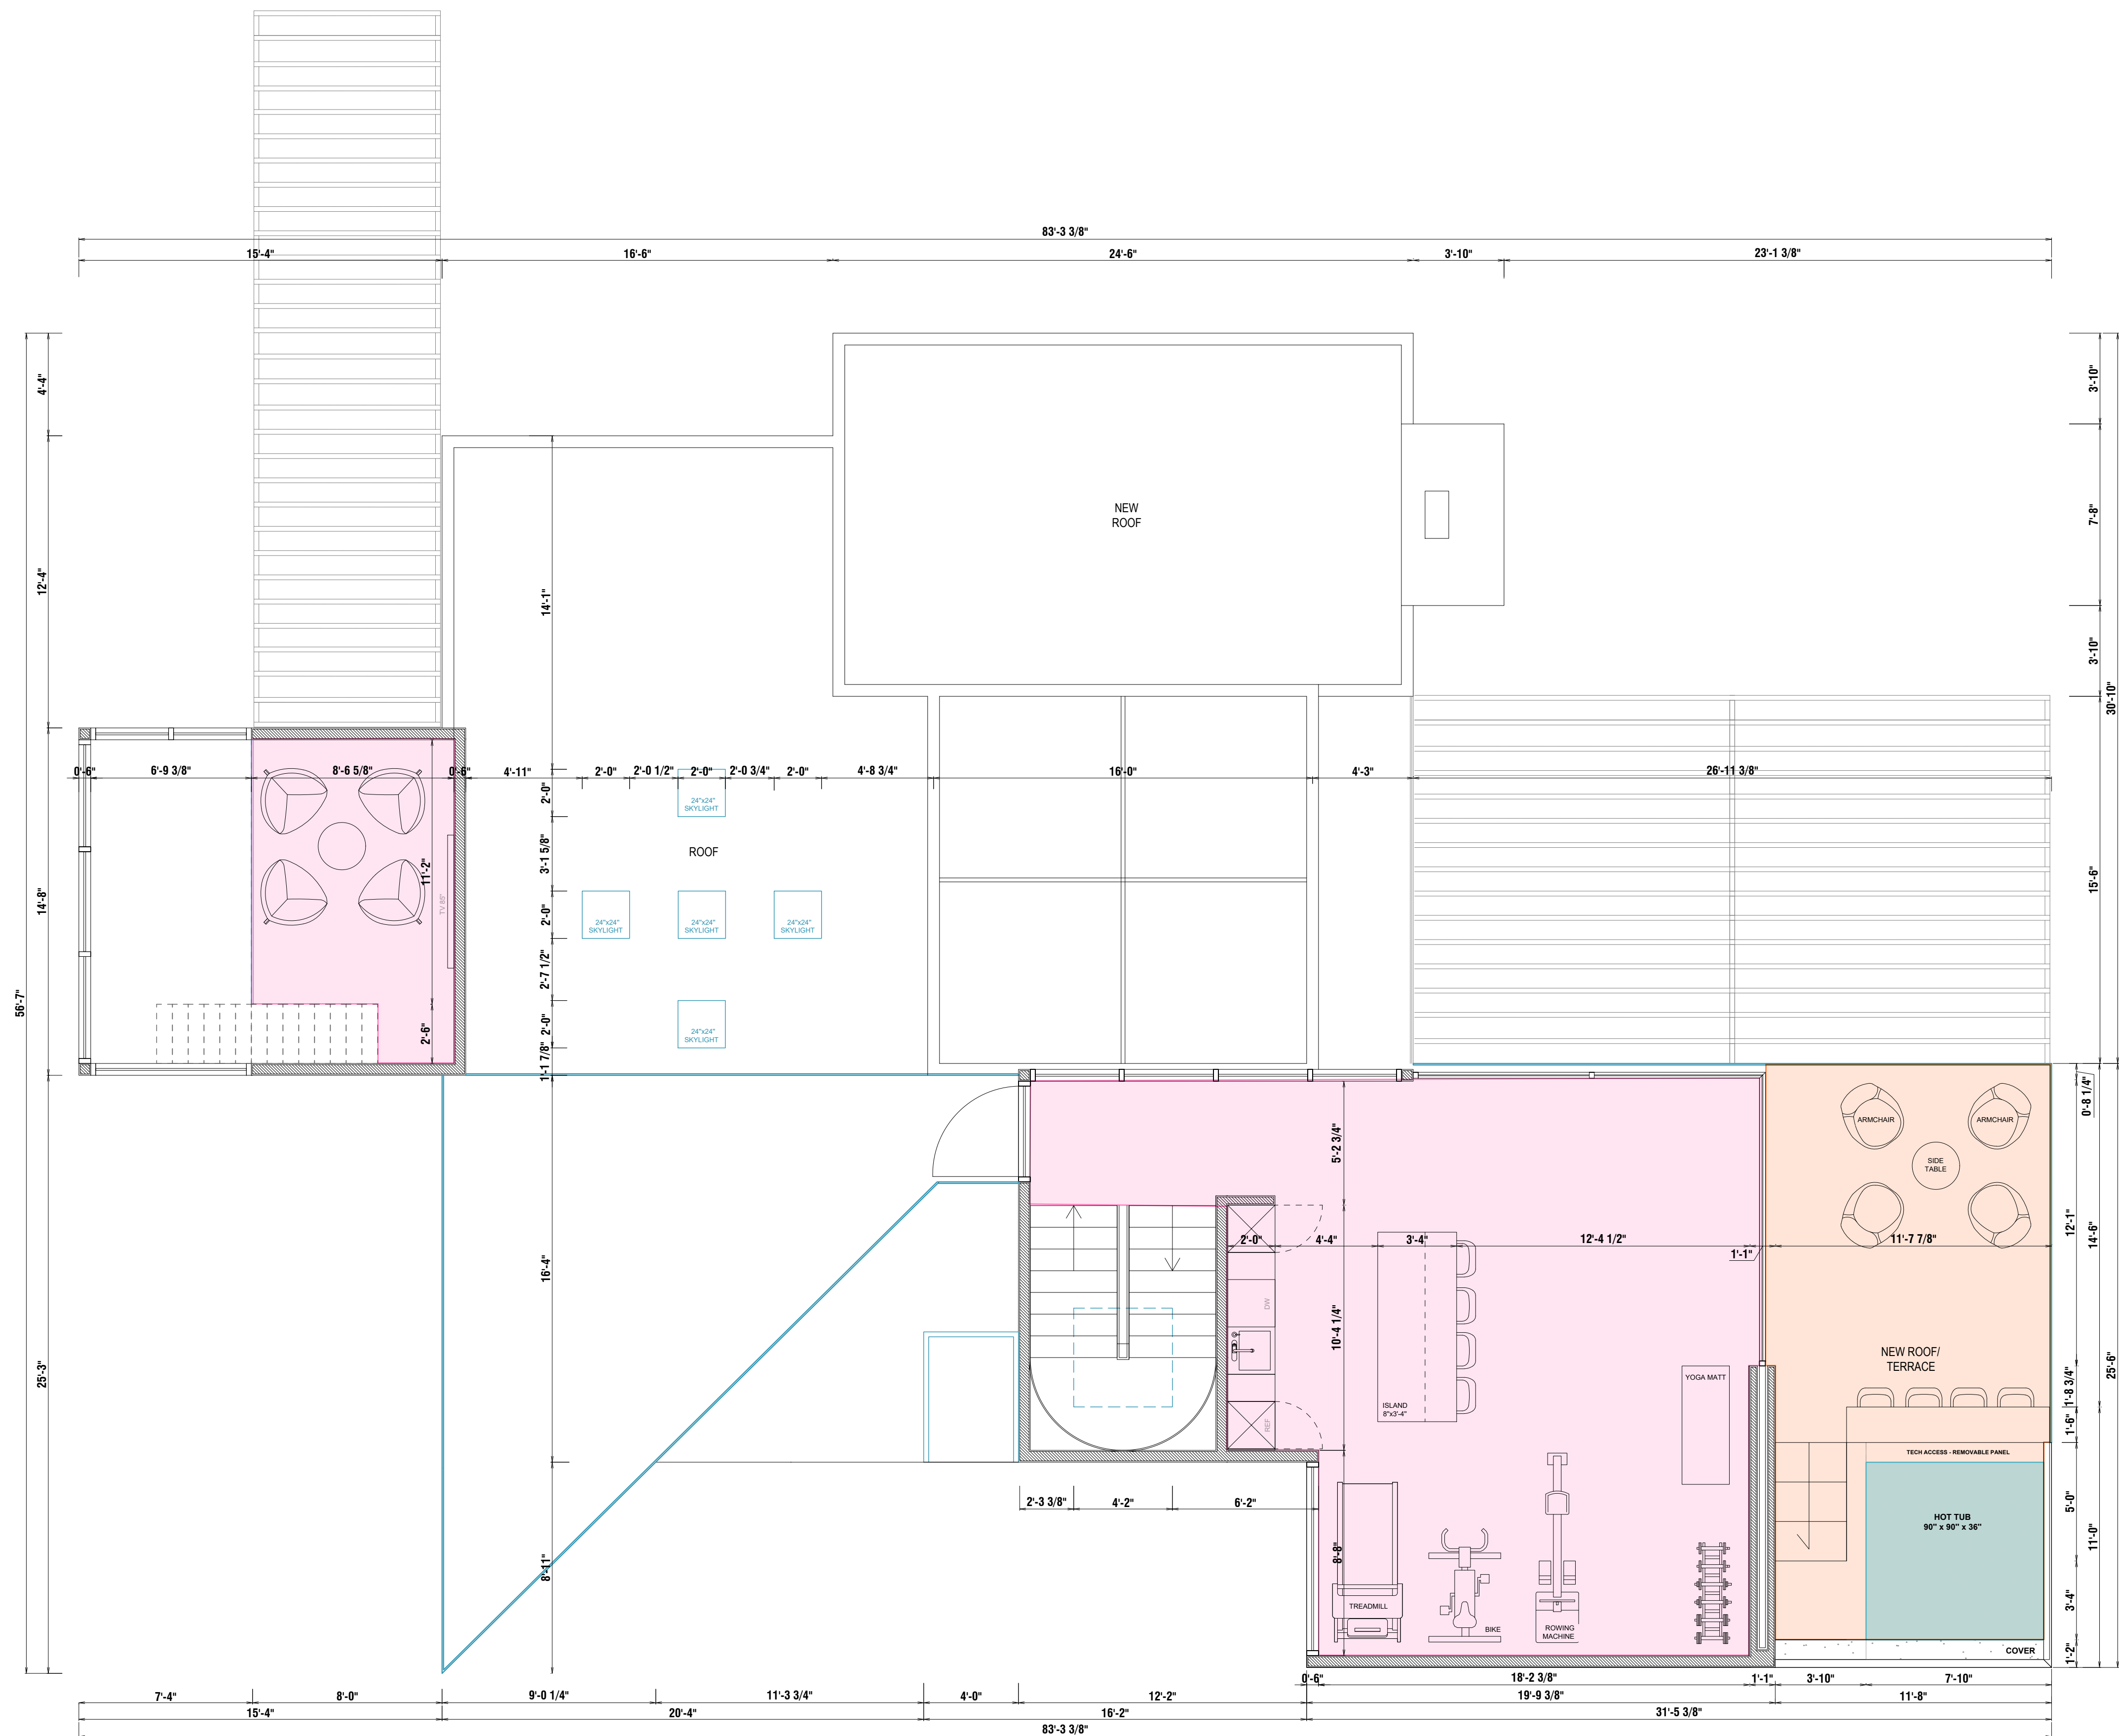 83'-3 3/8"
15'-4"
16'-6"
24'-6"
3'-10"
23'-1 3/8"
4'-4"
12'-4"
14'-8"
25'-3"
56'-7"
3'-10"
7'-8"
3'-10"
15'-6"
30'-10"
NEW
ROOF
14'-1"
0'-6"
6'-9 3/8"
8'-6 5/8"
0'-6"
4'-11"
2'-0"
2'-0 1/2"
2'-0"
2'-0 3/4"
2'-0"
4'-8 3/4"
16'-0"
4'-3"
26'-11 3/8"
24"x24"
SKYLIGHT
2'-0"
ROOF
3'-1 5/8"
11'-2"
TV 85"
24"x24"
SKYLIGHT
24"x24"
SKYLIGHT
24"x24"
SKYLIGHT
2'-0"
2'-7 1/2"
2'-6"
24"x24"
SKYLIGHT
2'-0"
1'-1 7/8"
0'-8 1/4"
ARMCHAIR
ARMCHAIR
SIDE
TABLE
5'-2 3/4"
2'-0"
4'-4"
3'-4"
12'-4 1/2"
1'-1"
11'-7 7/8"
12'-1"
14'-6"
16'-4"
DW
10'-4 1/4"
NEW ROOF/
TERRACE
YOGA MATT
ISLAND
8"x3'-4"
REF
1'-8 3/4"
1'-6"
25'-6"
TECH ACCESS - REMOVABLE PANEL
2'-3 3/8"
4'-2"
6'-2"
5'-0"
HOT TUB
90" x 90" x 36"
8'-11"
8'-8"
11'-0"
TREADMILL
BIKE
ROWING
MACHINE
3'-4"
COVER
1'-2"
0'-6"
18'-2 3/8"
1'-1"
3'-10"
7'-10"
7'-4"
8'-0"
9'-0 1/4"
11'-3 3/4"
4'-0"
12'-2"
19'-9 3/8"
11'-8"
15'-4"
20'-4"
16'-2"
31'-5 3/8"
83'-3 3/8"